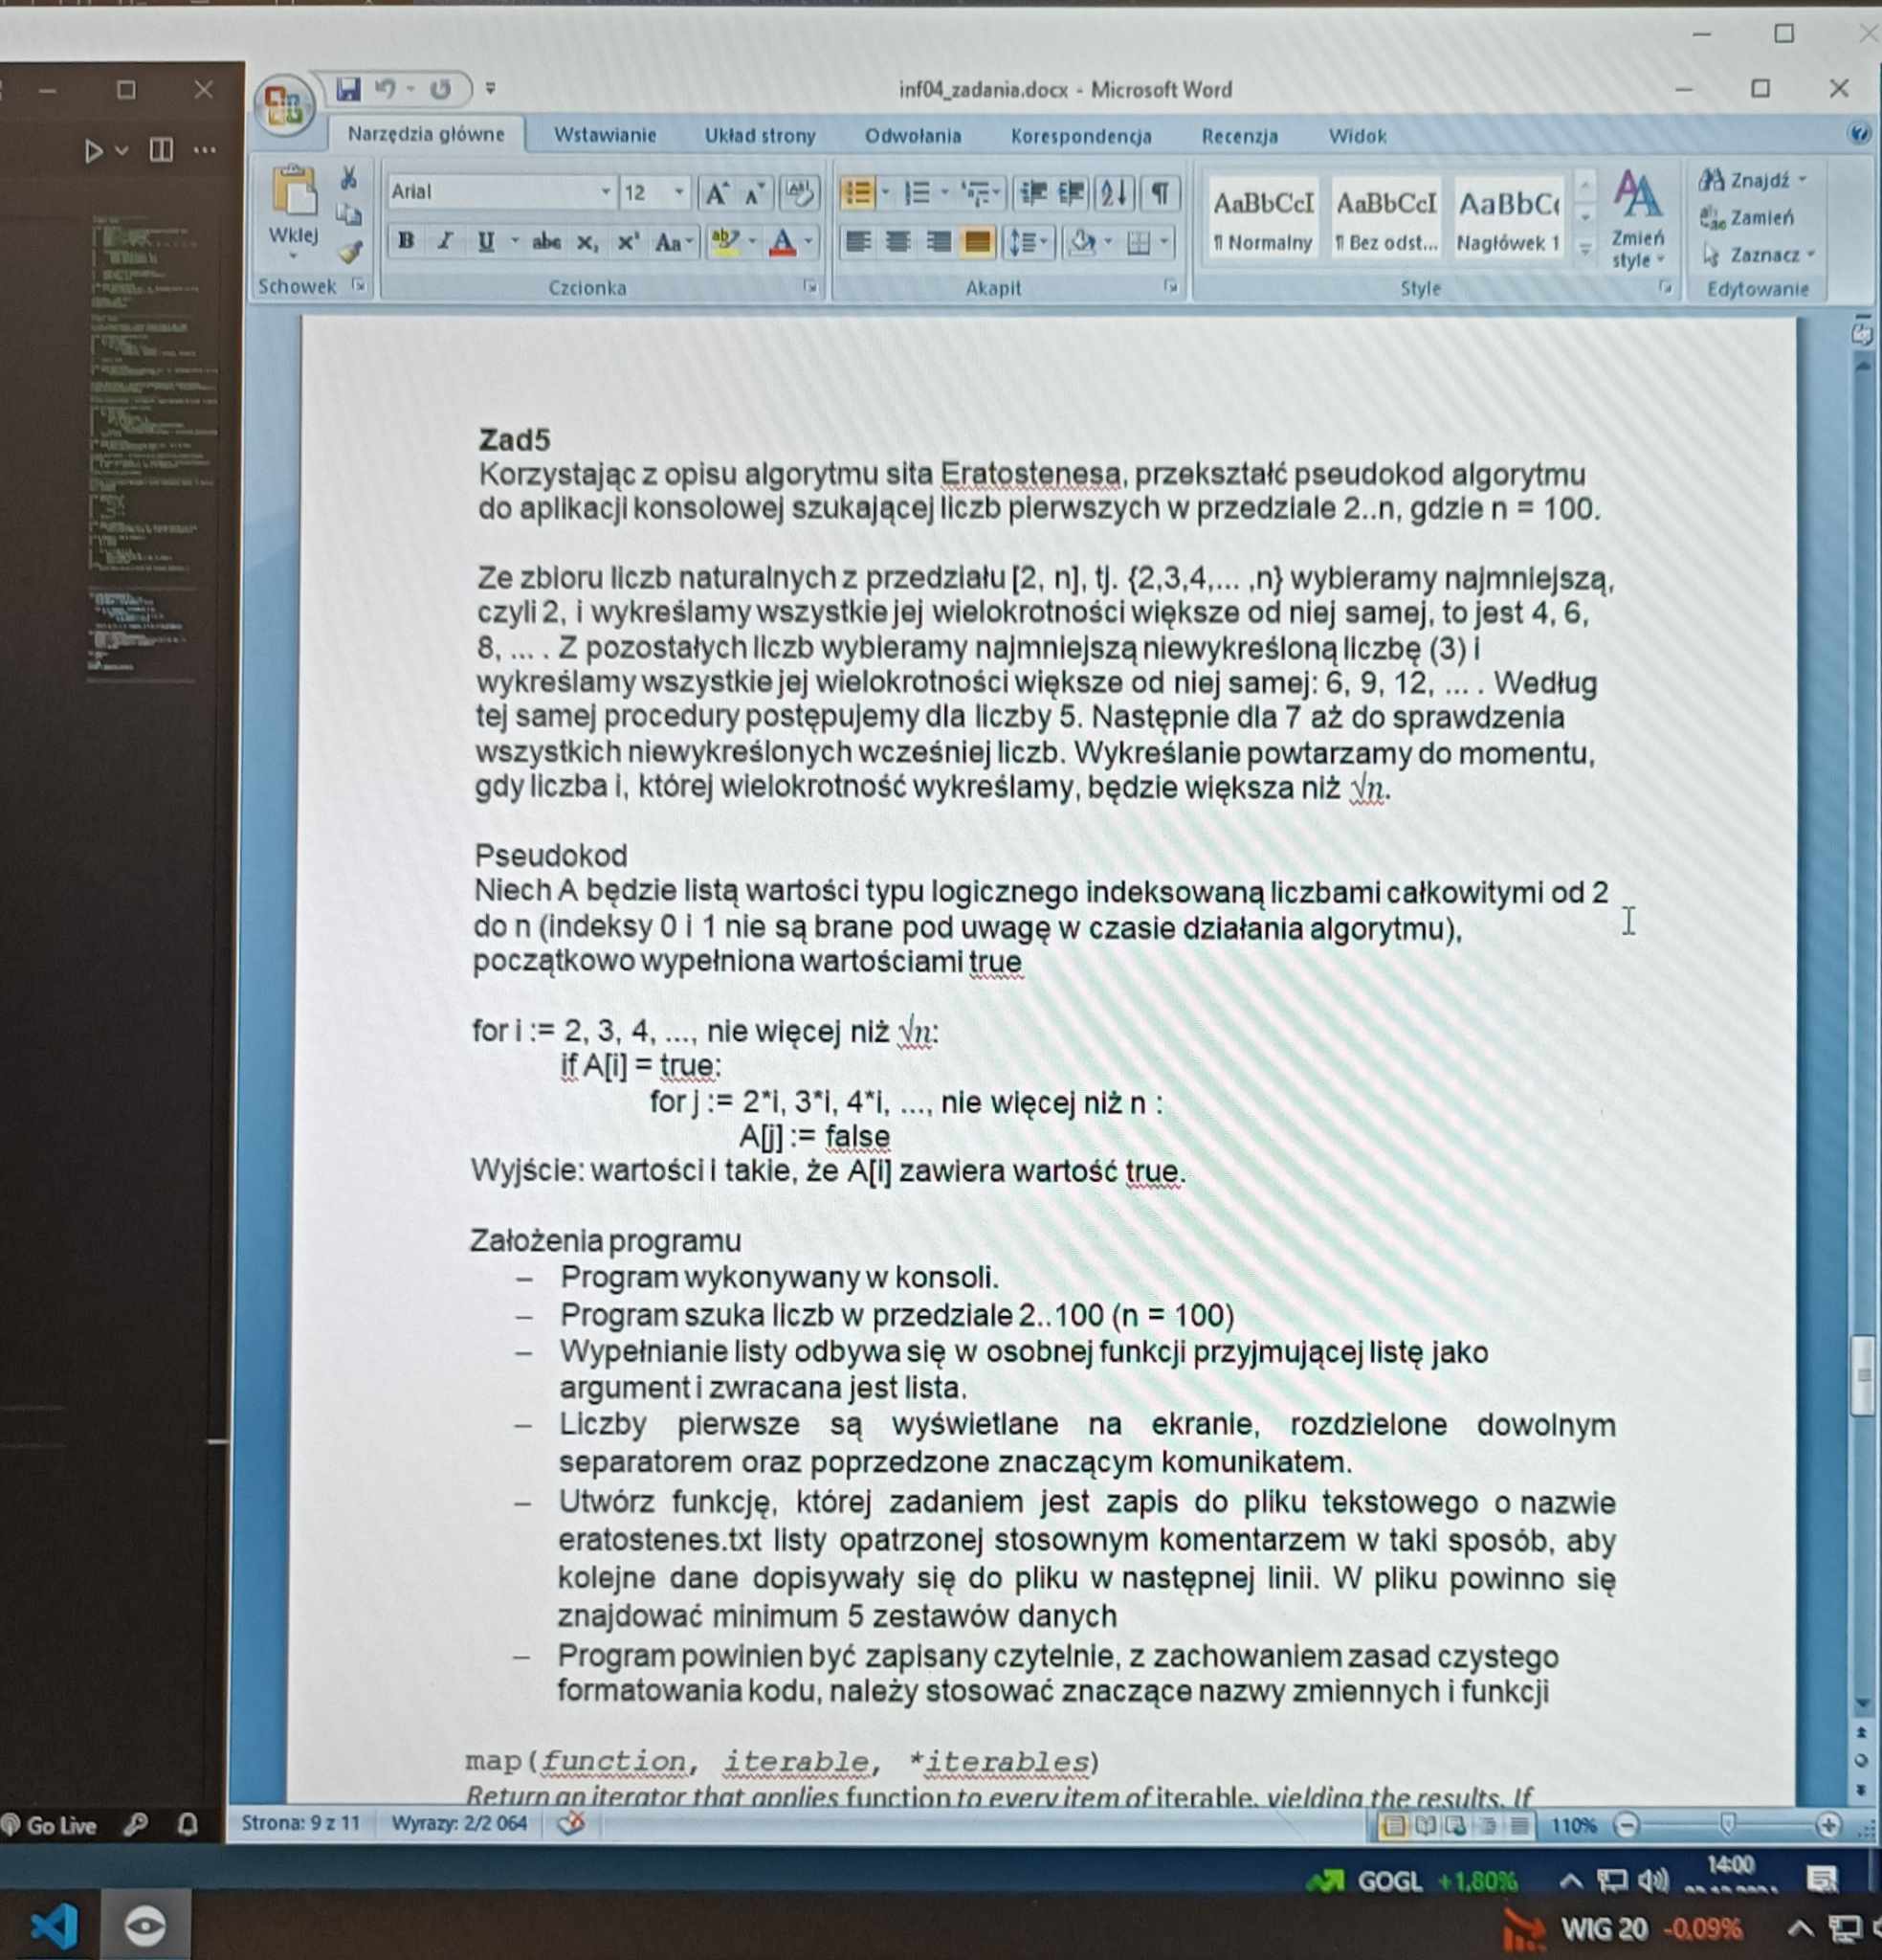 inf04_zadania.docx - Microsoft Word
Narzędzia główne Wstawianie Układ strony Odwołania Korespondencja Recenzja Widok
Wklej
Schowek
Arial 12
B I U abc x, x' Aa ab A
Czcionka
Akapit
AaBbCcI AaBbCcI AaBbC
¶ Normalny ¶ Bez odst... Nagłówek 1
Zmień style
Style
Znajdź
Zamień
Zaznacz
Edytowanie
Zad5
Korzystając z opisu algorytmu sita Eratostenesa, przekształć pseudokod algorytmu
do aplikacji konsolowej szukającej liczb pierwszych w przedziale 2..n, gdzie n = 100.
Ze zbioru liczb naturalnych z przedziału [2, n], tj. {2,3,4,... ,n} wybieramy najmniejszą,
czyli 2, i wykreślamy wszystkie jej wielokrotności większe od niej samej, to jest 4, 6,
8, ... . Z pozostałych liczb wybieramy najmniejszą niewykreśloną liczbę (3) i
wykreślamy wszystkie jej wielokrotności większe od niej samej: 6, 9, 12, ... . Według
tej samej procedury postępujemy dla liczby 5. Następnie dla 7 aż do sprawdzenia
wszystkich niewykreślonych wcześniej liczb. Wykreślanie powtarzamy do momentu,
gdy liczba i, której wielokrotność wykreślamy, będzie większa niż √n.
Pseudokod
Niech A będzie listą wartości typu logicznego indeksowaną liczbami całkowitymi od 2
do n (indeksy 0 i 1 nie są brane pod uwagę w czasie działania algorytmu),
początkowo wypełniona wartościami true
for i := 2, 3, 4, ..., nie więcej niż √n:
if A[i] = true:
for j := 2*i, 3*i, 4*i, ..., nie więcej niż n :
A[j] := false
Wyjście: wartości i takie, że A[i] zawiera wartość true.
Założenia programu
– Program wykonywany w konsoli.
– Program szuka liczb w przedziale 2..100 (n = 100)
– Wypełnianie listy odbywa się w osobnej funkcji przyjmującej listę jako
argument i zwracana jest lista.
– Liczby pierwsze są wyświetlane na ekranie, rozdzielone dowolnym
separatorem oraz poprzedzone znaczącym komunikatem.
– Utwórz funkcję, której zadaniem jest zapis do pliku tekstowego o nazwie
eratostenes.txt listy opatrzonej stosownym komentarzem w taki sposób, aby
kolejne dane dopisywały się do pliku w następnej linii. W pliku powinno się
znajdować minimum 5 zestawów danych
– Program powinien być zapisany czytelnie, z zachowaniem zasad czystego
formatowania kodu, należy stosować znaczące nazwy zmiennych i funkcji
map(function, iterable, *iterables)
Return an iterator that applies function to every item of iterable, yielding the results. If
Go Live
Strona: 9 z 11 Wyrazy: 2/2 064 110%
GOGL +1,80% 14:00
WIG 20 -0,09%